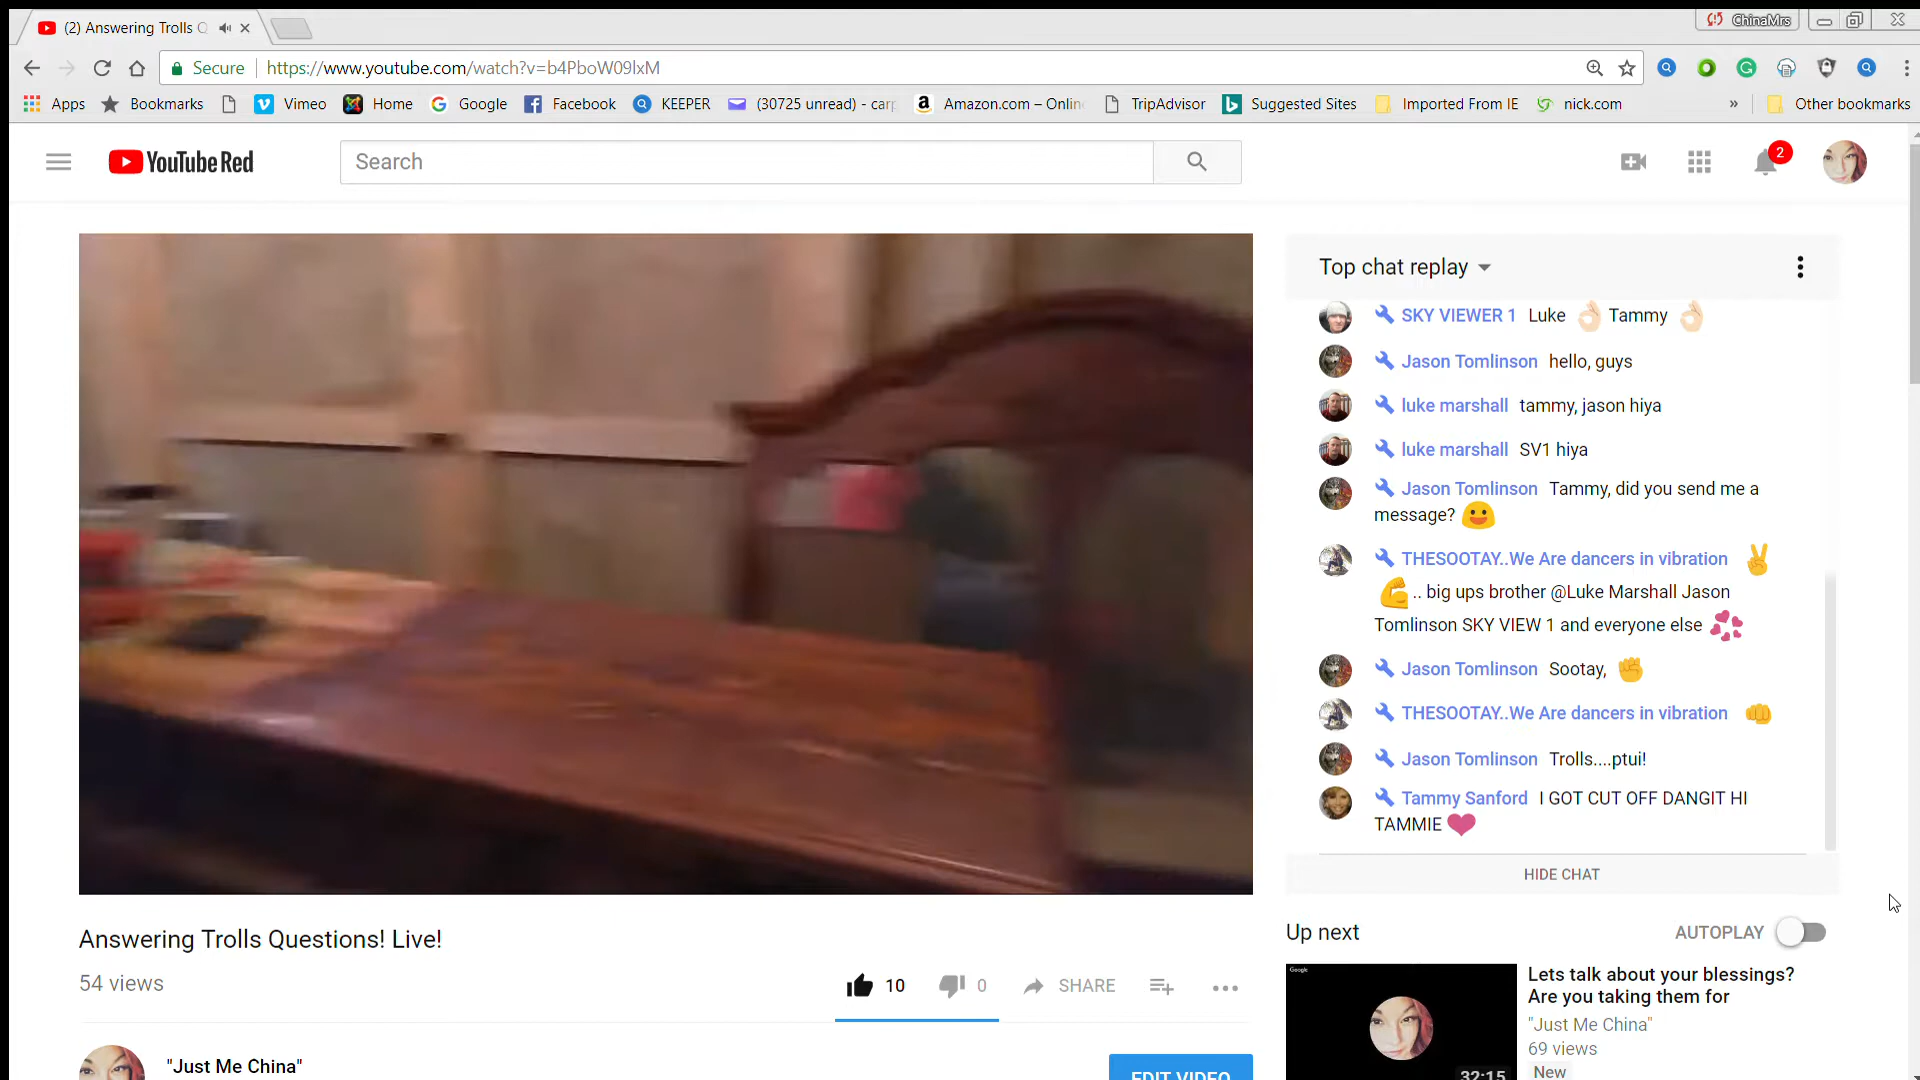 (2) Answering Trolls Q
ChinaMrs
Secure
https://www.youtube.com/watch?v=b4PboW09lxM
Apps
Bookmarks
Vimeo
Home
Google
Facebook
KEEPER
(30725 unread) - carp
Amazon.com – Onlin
TripAdvisor
Suggested Sites
Imported From IE
nick.com
»
Other bookmarks
YouTube Red
Search
2
Top chat replay
SKY VIEWER 1 Luke 👌🏻 Tammy 👌🏻
Jason Tomlinson hello, guys
luke marshall tammy, jason hiya
luke marshall SV1 hiya
Jason Tomlinson Tammy, did you send me a
message? 😃
THESOOTAY..We Are dancers in vibration ✌
💪.. big ups brother @Luke Marshall Jason
Tomlinson SKY VIEW 1 and everyone else 💞
Jason Tomlinson Sootay, ✊
THESOOTAY..We Are dancers in vibration 👊
Jason Tomlinson Trolls....ptui!
Tammy Sanford I GOT CUT OFF DANGIT HI
TAMMIE ❤
HIDE CHAT
Answering Trolls Questions! Live!
54 views
10
0
SHARE
"Just Me China"
EDIT VIDEO
Up next
AUTOPLAY
Google
32:15
Lets talk about your blessings?
Are you taking them for
"Just Me China"
69 views
New